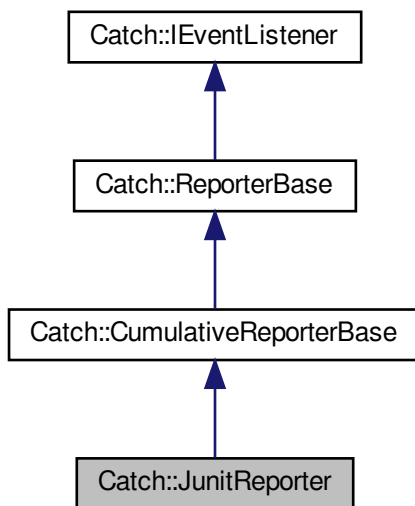 Catch::IEventListener
Catch::ReporterBase
Catch::CumulativeReporterBase
Catch::JunitReporter